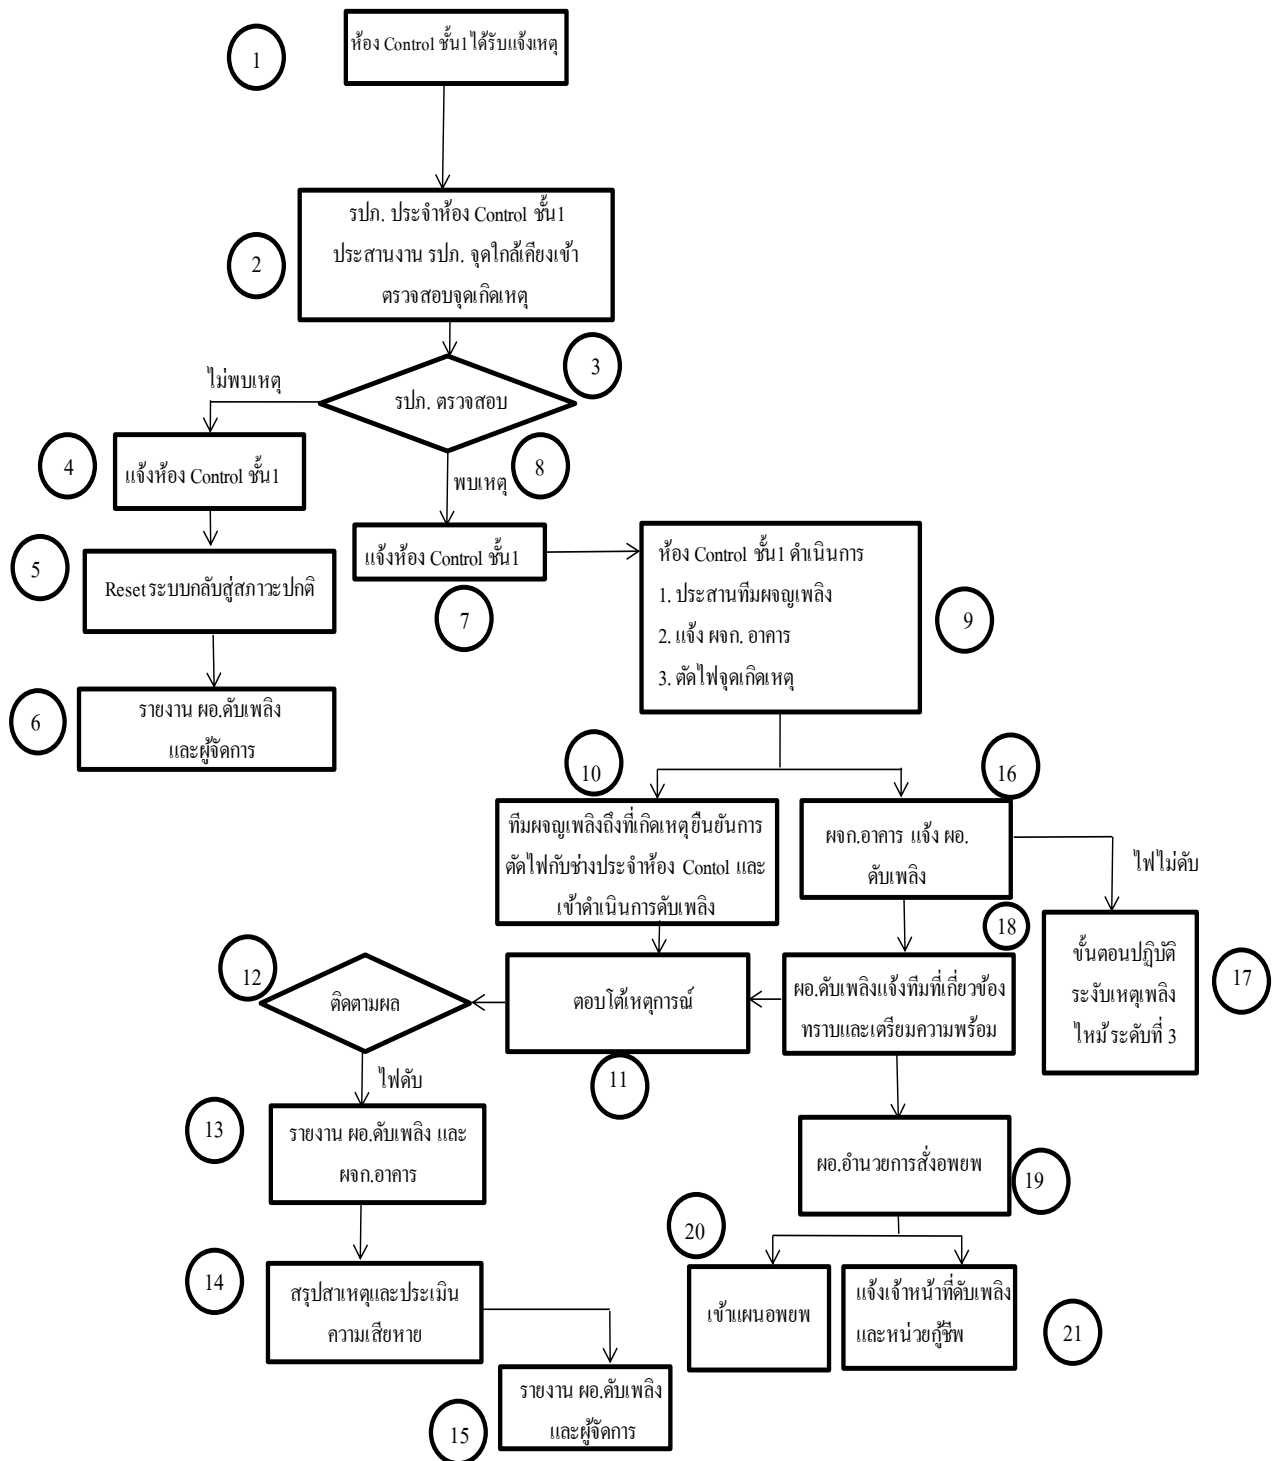 1
ห้อง Control ชั้น1 ได้รับแจ้งเหตุ
2
รปภ. ประจำห้อง Control ชั้น1
ประสานงาน รปภ. จุดใกล้เคียงเข้า
ตรวจสอบจุดเกิดเหตุ
3
รปภ. ตรวจสอบ
ไม่พบเหตุ
4
แจ้งห้อง Control ชั้น1
8
พบเหตุ
5
Reset ระบบกลับสู่สภาวะปกติ
แจ้งห้อง Control ชั้น1
7
ห้อง Control ชั้น1 ดำเนินการ
1. ประสานทีมผจญเพลิง
2. แจ้ง ผจก. อาคาร
3. ตัดไฟจุดเกิดเหตุ
9
6
รายงาน ผอ.ดับเพลิง
และผู้จัดการ
10
ทีมผจญเพลิงถึงที่เกิดเหตุ ยืนยันการ
ตัดไฟกับช่างประจำห้อง Contol และ
เข้าดำเนินการดับเพลิง
16
ผจก.อาคาร แจ้ง ผอ.
ดับเพลิง
ไฟไม่ดับ
18
ขั้นตอนปฏิบัติ
ระงับเหตุเพลิง
ไหม้ ระดับที่ 3
17
12
ติดตามผล
ตอบโต้เหตุการณ์
11
ผอ.ดับเพลิงแจ้งทีมที่เกี่ยวข้อง
ทราบและเตรียมความพร้อม
ไฟดับ
13
รายงาน ผอ.ดับเพลิง และ
ผจก.อาคาร
ผอ.อำนวยการสั่งอพยพ
19
20
14
สรุปสาเหตุและประเมิน
ความเสียหาย
เข้าแผนอพยพ
แจ้งเจ้าหน้าที่ดับเพลิง
และหน่วยกู้ชีพ
21
15
รายงาน ผอ.ดับเพลิง
และผู้จัดการ